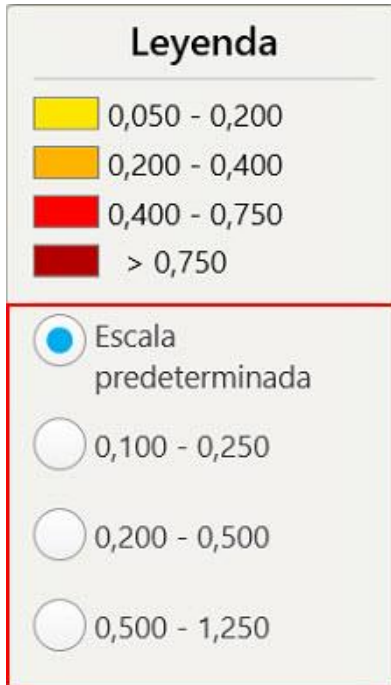 Leyenda
0,050 - 0,200
0,200 - 0,400
0,400 - 0,750
> 0,750
Escala
predeterminada
0,100 - 0,250
0,200 - 0,500
0,500 - 1,250